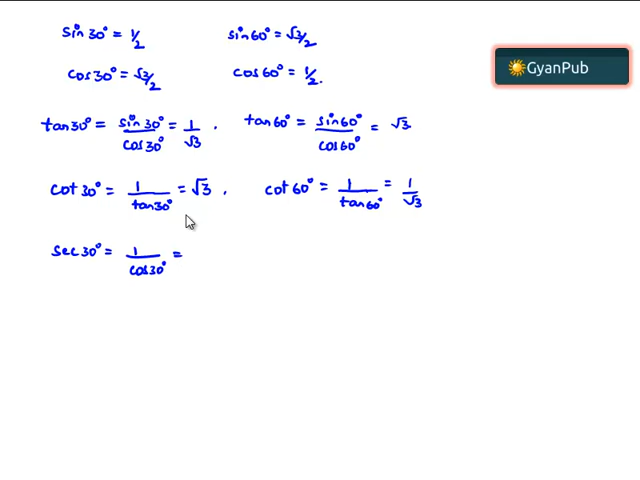 sin 30° = 1/2 sin 60° = √3/2
GyanPub
cos 30° = √3/2 cos 60° = 1/2.
tan 30° = sin 30°/cos 30° = 1/√3 . tan 60° = sin 60°/cos 60° = √3
cot 30° = 1/tan 30° = √3 . cot 60° = 1/tan 60° = 1/√3
sec 30° = 1/cos 30° =